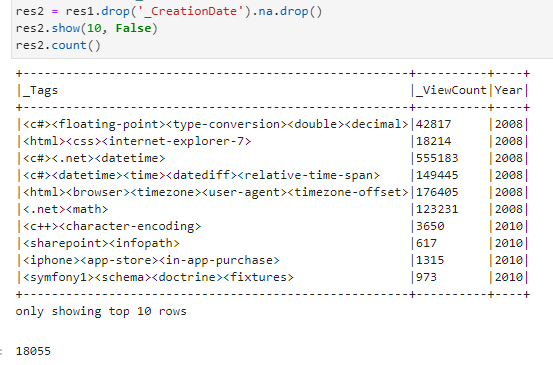 res2 = res1.drop('_CreationDate').na.drop()
res2.show(10, False)
res2.count()
+--------------------------------------------------+----------+----+
|_Tags                                             |_ViewCount|Year|
+--------------------------------------------------+----------+----+
|<c#><floating-point><type-conversion><double><decimal>|42817     |2008|
|<html><css><internet-explorer-7>                  |18214     |2008|
|<c#><.net><datetime>                              |555183    |2008|
|<c#><datetime><time><datediff><relative-time-span>|149445    |2008|
|<html><browser><timezone><user-agent><timezone-offset>|176405    |2008|
|<.net><math>                                      |123231    |2008|
|<c++><character-encoding>                         |3650      |2010|
|<sharepoint><infopath>                            |617       |2010|
|<iphone><app-store><in-app-purchase>              |1315      |2010|
|<symfony1><schema><doctrine><fixtures>            |973       |2010|
+--------------------------------------------------+----------+----+
only showing top 10 rows
: 18055